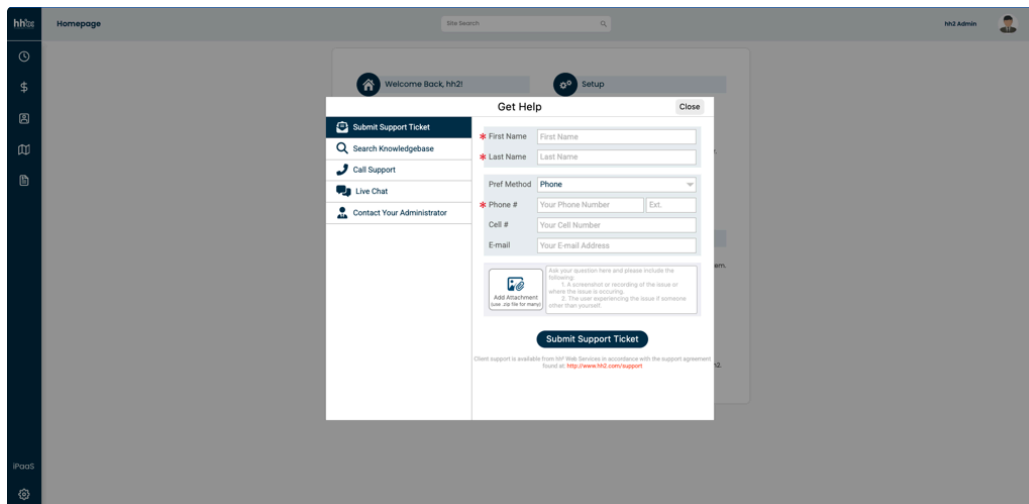 hh2
Homepage
Site Search
hh2 Admin
Welcome Back, hh2!
Setup
Get Help
Close
Submit Support Ticket
Search Knowledgebase
Call Support
Live Chat
Contact Your Administrator
* First Name
First Name
* Last Name
Last Name
Pref Method
Phone
* Phone #
Your Phone Number
Ext.
Cell #
Your Cell Number
E-mail
Your E-mail Address
Add Attachment
(use .zip file for many)
Ask your question here and please include the
following:
1. A screenshot or recording of the issue or
where the issue is occuring.
2. The user experiencing the issue if someone
other than yourself.
Submit Support Ticket
Client support is available from hh² Web Services in accordance with the support agreement
found at: http://www.hh2.com/support
em.
h2.
iPaaS